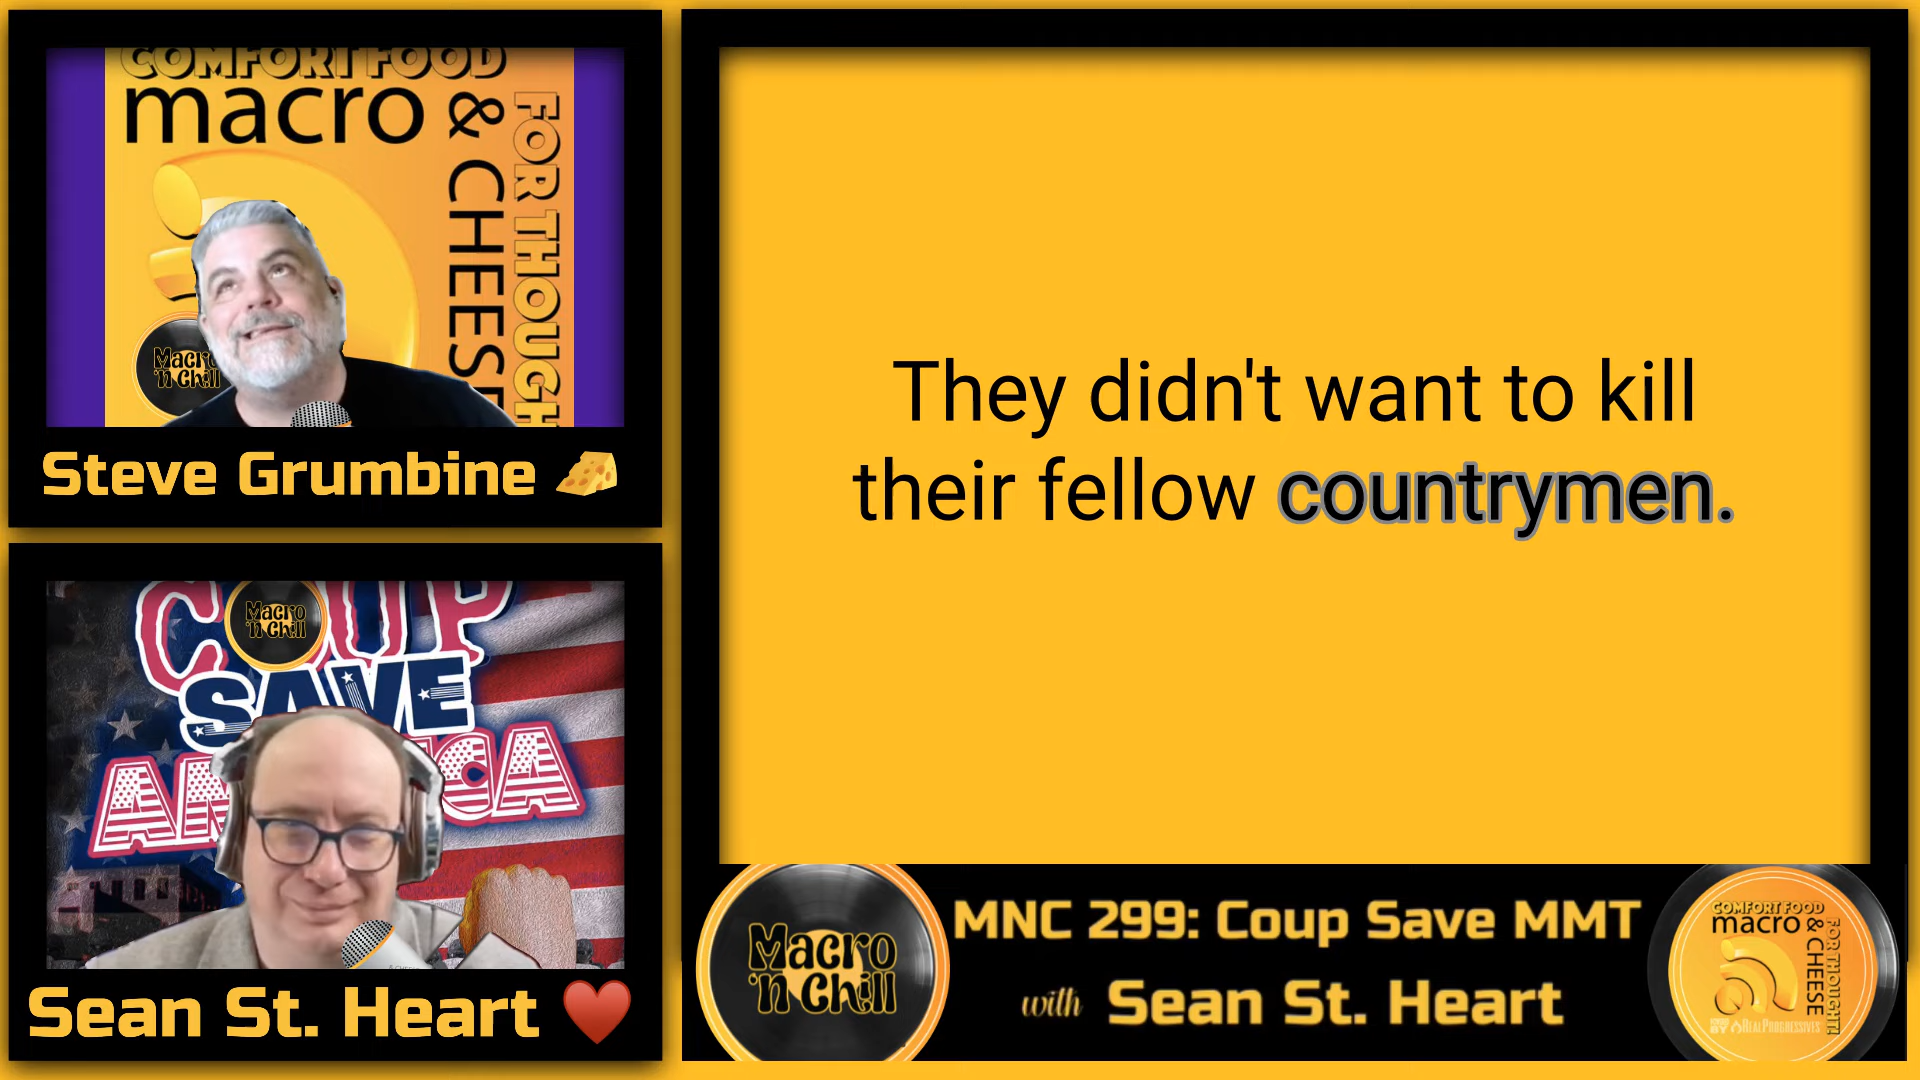 COMFORT FOOD
macro & CHEESE
FOR THOUGH
Macro
'N Chill
Steve Grumbine
COUP
Macro
'N Chill
SAVE
Sean St. Heart
They didn't want to kill
their fellow countrymen.
Macro
'N Chill
MNC 299: Coup Save MMT
with Sean St. Heart
COMFORT FOOD
macro & CHEESE
FOR THOUGHT
REALPROGRESSIVES